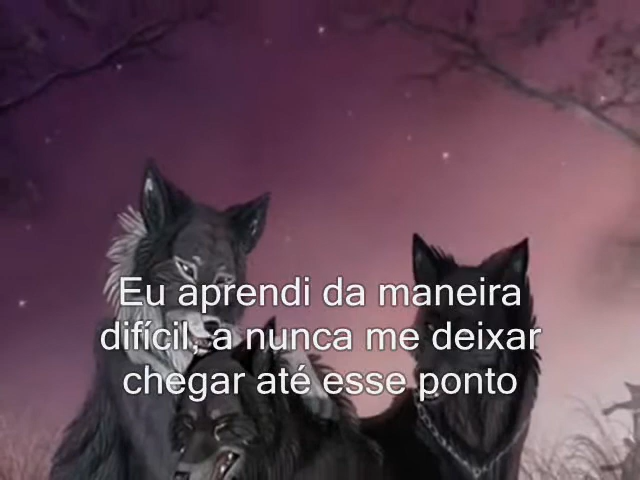 Eu aprendi da maneira
difícil, a nunca me deixar
chegar até esse ponto